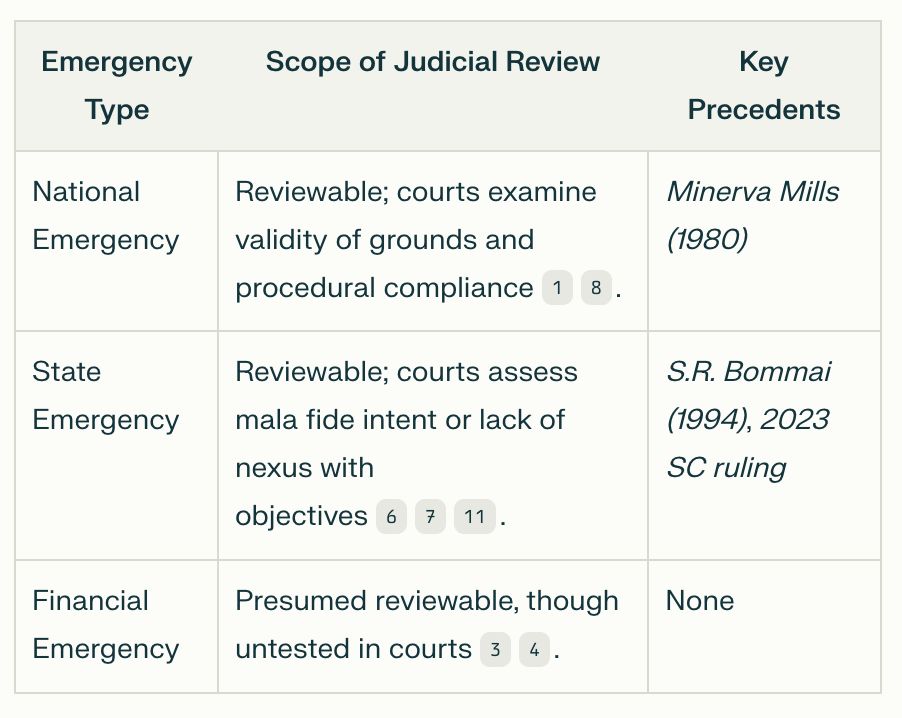 Emergency Type
Scope of Judicial Review
Key Precedents
National Emergency
Reviewable; courts examine
validity of grounds and
procedural compliance 1 8 .
Minerva Mills
(1980)
State
Emergency
Reviewable; courts assess
mala fide intent or lack of
nexus with
objectives 6 7 11 .
S.R. Bommai
(1994), 2023
SC ruling
Financial
Emergency
Presumed reviewable, though
untested in courts 3 4 .
None